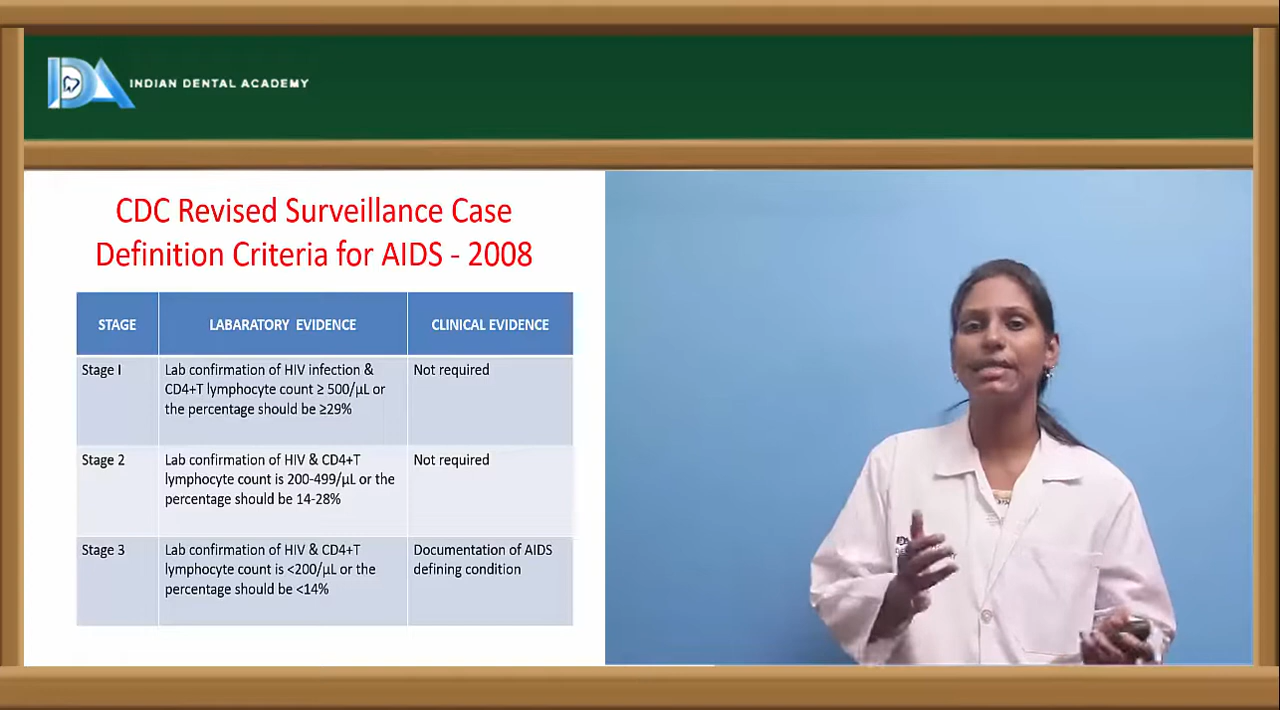 INDIAN DENTAL ACADEMY
CDC Revised Surveillance Case
Definition Criteria for AIDS - 2008
STAGE
LABARATORY EVIDENCE
CLINICAL EVIDENCE
Stage I
Lab confirmation of HIV infection &
CD4+T lymphocyte count ≥ 500/µL or
the percentage should be ≥29%
Not required
Stage 2
Lab confirmation of HIV & CD4+T
lymphocyte count is 200-499/µL or the
percentage should be 14-28%
Not required
Stage 3
Lab confirmation of HIV & CD4+T
lymphocyte count is <200/µL or the
percentage should be <14%
Documentation of AIDS
defining condition